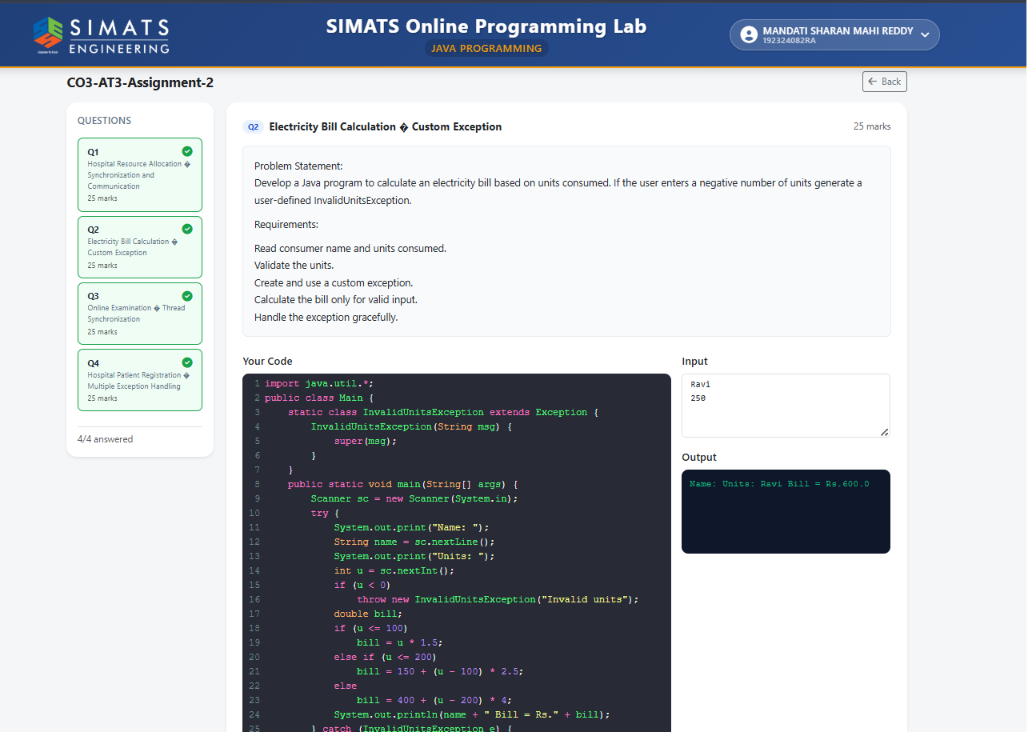 SIMATS
ENGINEERING
SIMATS Online Programming Lab
JAVA PROGRAMMING
MANDATI SHARAN MAHI REDDY
192324082RA
CO3-AT3-Assignment-2
← Back
QUESTIONS
Q1
Hospital Resource Allocation �
Synchronization and
Communication
25 marks
Q2
Electricity Bill Calculation �
Custom Exception
25 marks
Q3
Online Examination � Thread
Synchronization
25 marks
Q4
Hospital Patient Registration �
Multiple Exception Handling
25 marks
4/4 answered
Q2 Electricity Bill Calculation � Custom Exception
25 marks
Problem Statement:
Develop a Java program to calculate an electricity bill based on units consumed. If the user enters a negative number of units generate a
user-defined InvalidUnitsException.
Requirements:
Read consumer name and units consumed.
Validate the units.
Create and use a custom exception.
Calculate the bill only for valid input.
Handle the exception gracefully.
Your Code
1 import java.util.*;
2 public class Main {
3     static class InvalidUnitsException extends Exception {
4         InvalidUnitsException(String msg) {
5             super(msg);
6         }
7     }
8     public static void main(String[] args) {
9         Scanner sc = new Scanner(System.in);
10         try {
11             System.out.print("Name: ");
12             String name = sc.nextLine();
13             System.out.print("Units: ");
14             int u = sc.nextInt();
15             if (u < 0)
16                 throw new InvalidUnitsException("Invalid units");
17             double bill;
18             if (u <= 100)
19                 bill = u * 1.5;
20             else if (u <= 200)
21                 bill = 150 + (u - 100) * 2.5;
22             else
23                 bill = 400 + (u - 200) * 4;
24             System.out.println(name + " Bill = Rs." + bill);
25         } catch (InvalidUnitsException e) {
Input
Ravi
250
Output
Name: Units: Ravi Bill = Rs.600.0